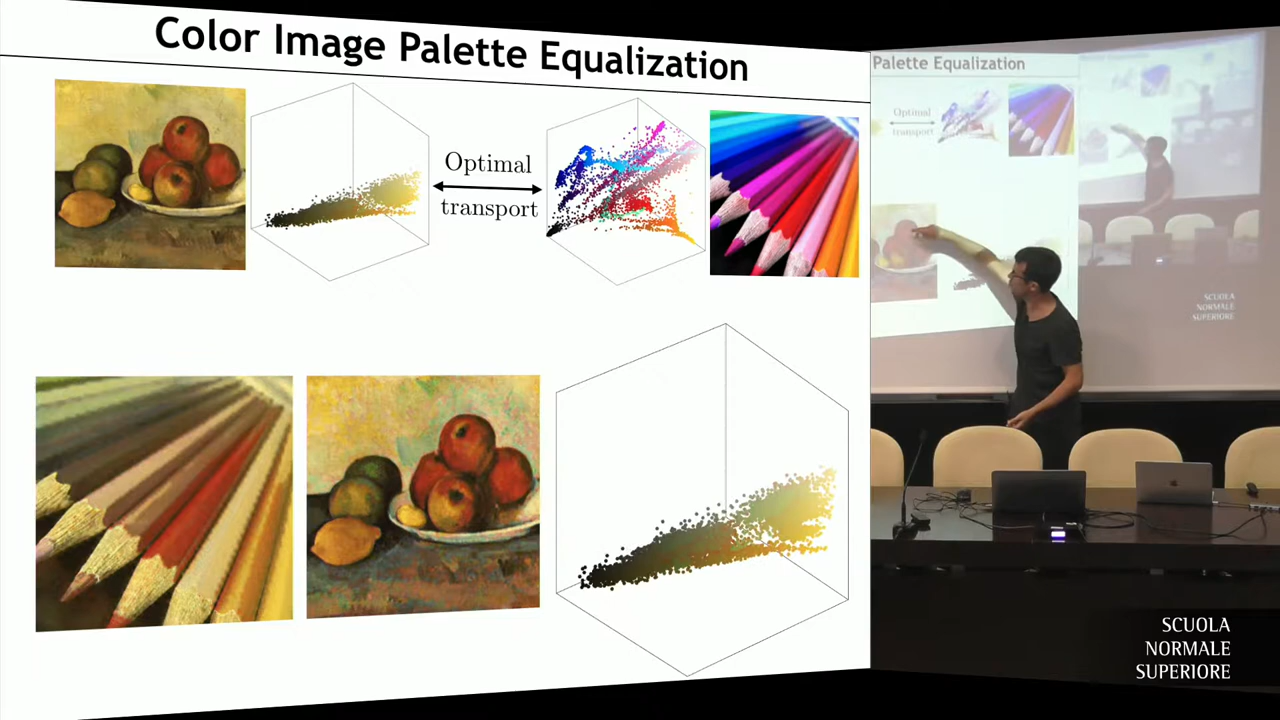 Color Image Palette Equalization
Optimal
transport
Palette Equalization
Optimal
transport
SCUOLA
NORMALE
SUPERIORE
SCUOLA
NORMALE
SUPERIORE